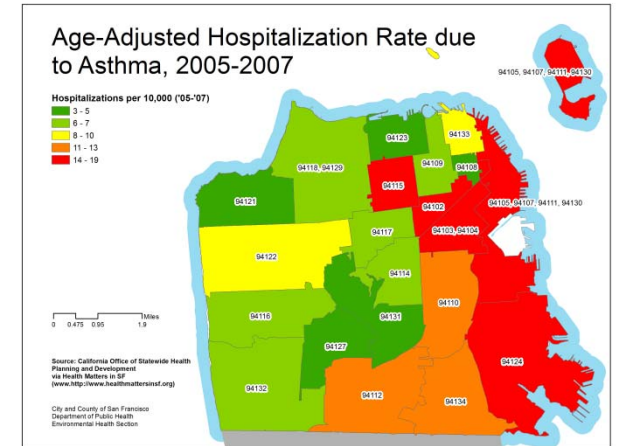 Age-Adjusted Hospitalization Rate due
to Asthma, 2005-2007
Hospitalizations per 10,000 ('05-'07)
3 - 5
6 - 7
8 - 10
11 - 13
14 - 19
94105, 94107, 94111, 94130
94123
94133
94118, 94129
94109
94108
94115
94121
94102
94105, 94107, 94111, 94130
94117
94103, 94104
94122
94114
94110
94116
94131
94127
94124
94132
94112
94134
Miles
0 0.475 0.95 1.9
Source: California Office of Statewide Health
Planning and Development
via Health Matters in SF
(www.http://www.healthmattersinsf.org)
City and County of San Francisco
Department of Public Health
Environmental Health Section